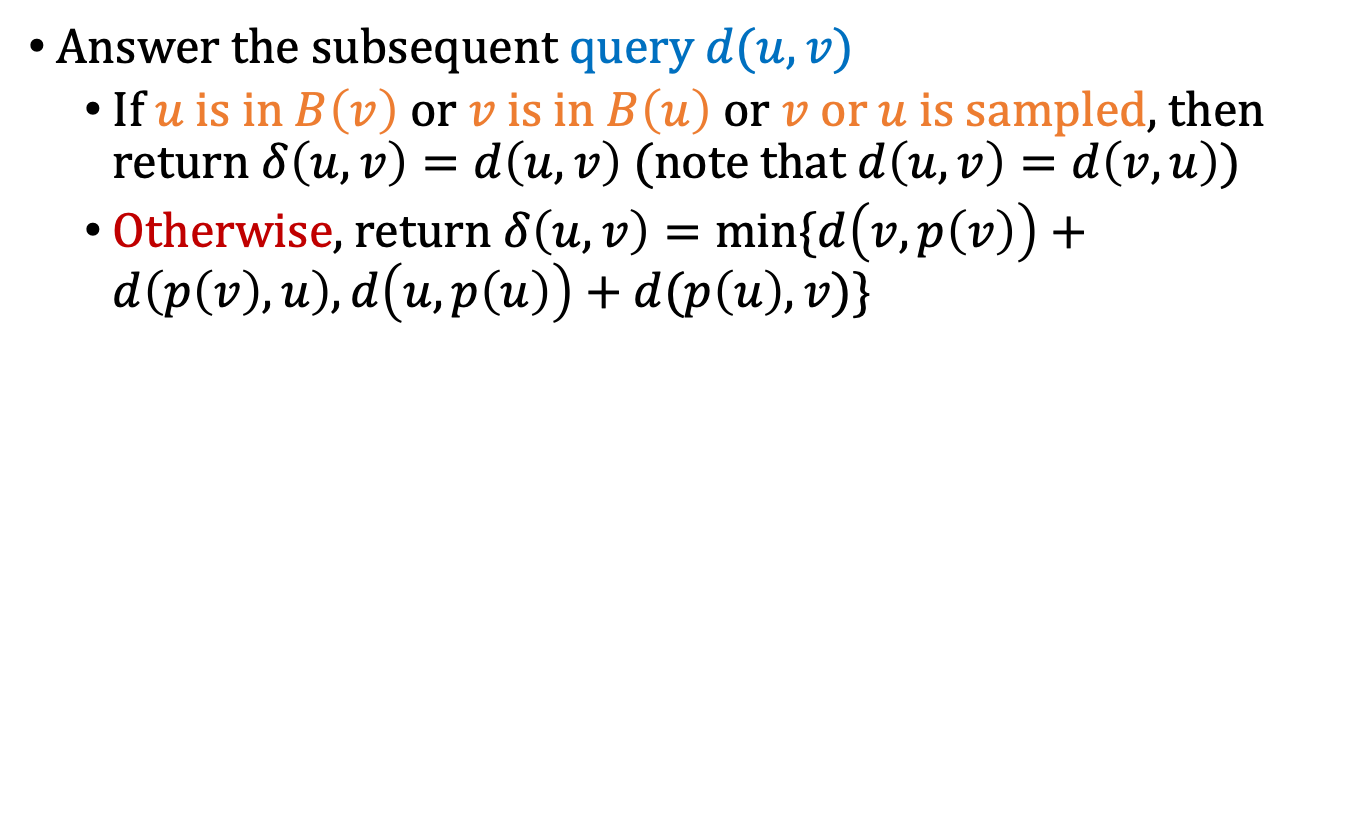 • Answer the subsequent query d(u, v)
• If u is in B(v) or v is in B(u) or v or u is sampled, then
return δ(u, v) = d(u, v) (note that d(u, v) = d(v, u))
• Otherwise, return δ(u, v) = min{d(v, p(v)) +
d(p(v), u), d(u, p(u)) + d(p(u), v)}